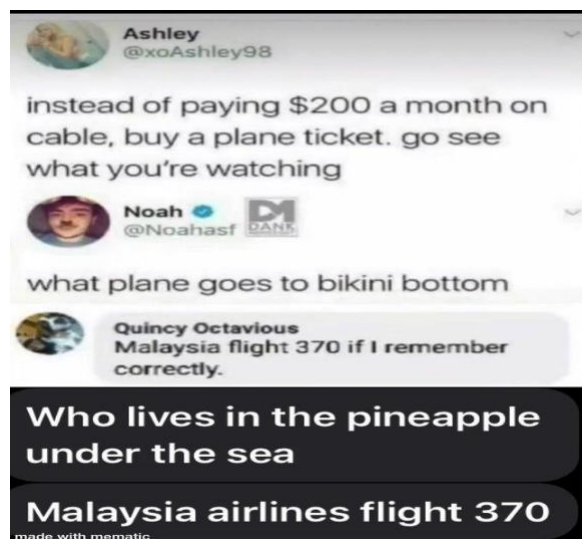 Ashley
@xoAshley98
instead of paying $200 a month on
cable, buy a plane ticket. go see
what you're watching
Noah
@Noahasf
DM
DANK
what plane goes to bikini bottom
Quincy Octavious
Malaysia flight 370 if I remember
correctly.
Who lives in the pineapple
under the sea
Malaysia airlines flight 370
made with mematic